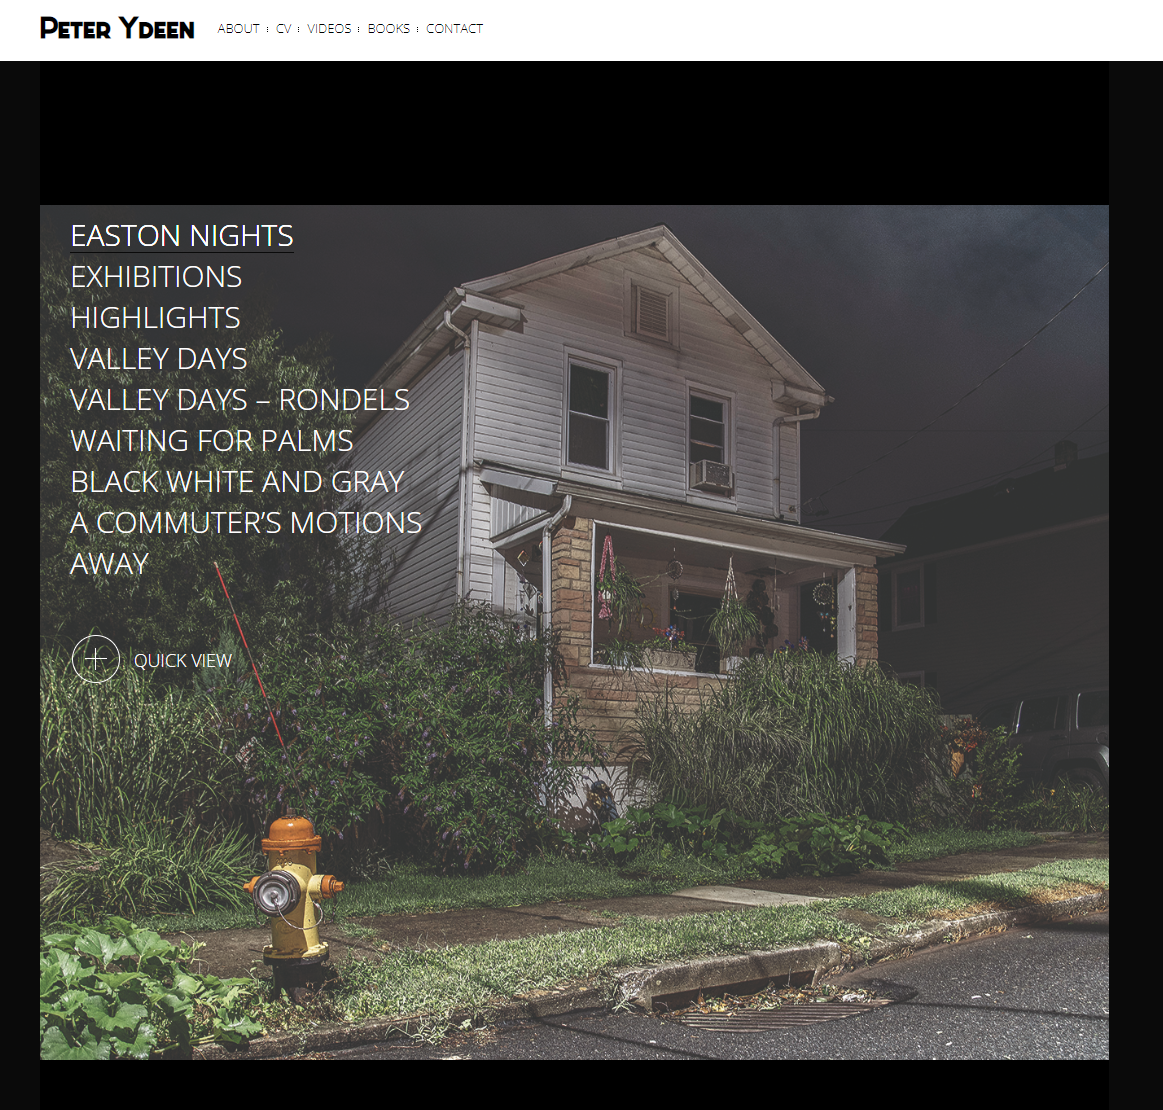 Peter Ydeen
ABOUT CV VIDEOS BOOKS CONTACT
EASTON NIGHTS
EXHIBITIONS
HIGHLIGHTS
VALLEY DAYS
VALLEY DAYS – RONDELS
WAITING FOR PALMS
BLACK WHITE AND GRAY
A COMMUTER’S MOTIONS
AWAY
QUICK VIEW